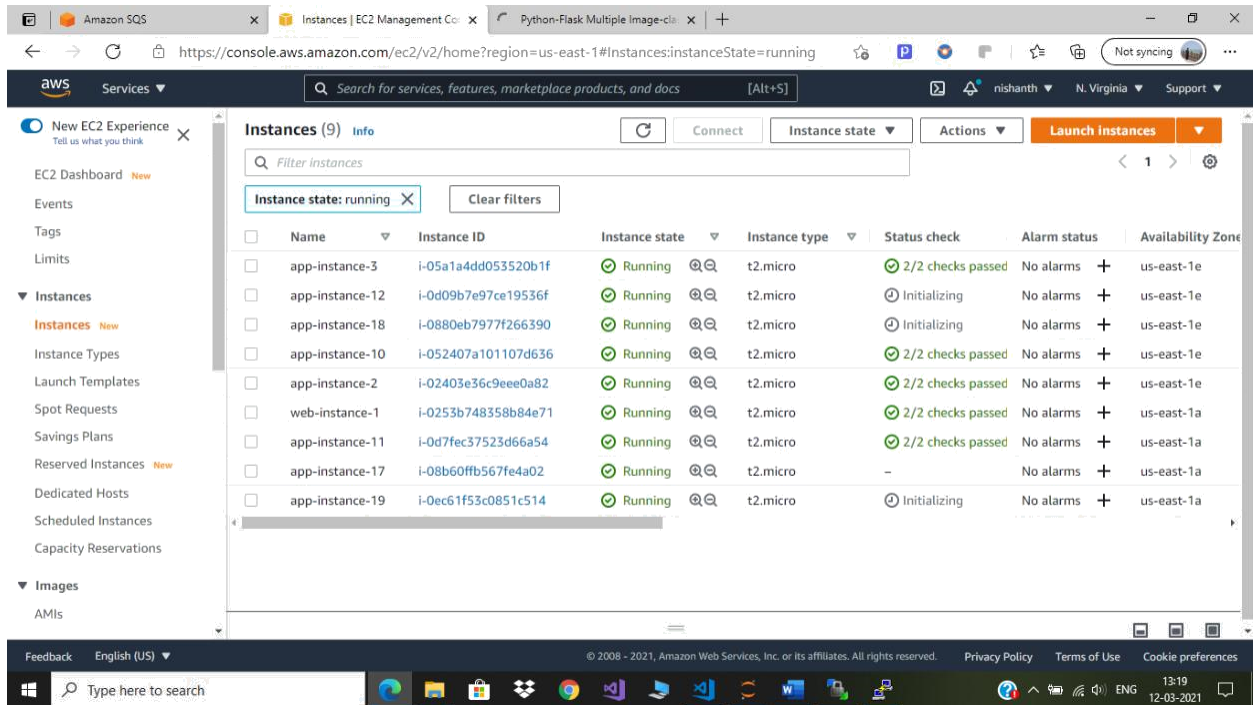 Amazon SQS
Instances | EC2 Management Co
Python-Flask Multiple Image-cla
https://console.aws.amazon.com/ec2/v2/home?region=us-east-1#Instances:instanceState=running
Not syncing
aws Services ▼ Search for services, features, marketplace products, and docs [Alt+S] nishanth ▼ N. Virginia ▼ Support ▼
New EC2 Experience
Tell us what you think
EC2 Dashboard New
Events
Tags
Limits
Instances
Instances New
Instance Types
Launch Templates
Spot Requests
Savings Plans
Reserved Instances New
Dedicated Hosts
Scheduled Instances
Capacity Reservations
Images
AMIs
Instances (9) Info Connect Instance state ▼ Actions ▼ Launch instances ▼
Filter instances 1
Instance state: running Clear filters
Name Instance ID Instance state Instance type Status check Alarm status Availability Zone
app-instance-3 i-05a1a4dd053520b1f Running t2.micro 2/2 checks passed No alarms + us-east-1e
app-instance-12 i-0d09b7e97ce19536f Running t2.micro Initializing No alarms + us-east-1e
app-instance-18 i-0880eb7977f266390 Running t2.micro Initializing No alarms + us-east-1e
app-instance-10 i-052407a101107d636 Running t2.micro 2/2 checks passed No alarms + us-east-1e
app-instance-2 i-02403e36c9eee0a82 Running t2.micro 2/2 checks passed No alarms + us-east-1e
web-instance-1 i-0253b748358b84e71 Running t2.micro 2/2 checks passed No alarms + us-east-1a
app-instance-11 i-0d7fec37523d66a54 Running t2.micro 2/2 checks passed No alarms + us-east-1a
app-instance-17 i-08b60ffb567fe4a02 Running t2.micro – No alarms + us-east-1a
app-instance-19 i-0ec61f53c0851c514 Running t2.micro Initializing No alarms + us-east-1a
Feedback English (US) ▼ © 2008 - 2021, Amazon Web Services, Inc. or its affiliates. All rights reserved. Privacy Policy Terms of Use Cookie preferences
Type here to search
ENG
13:19
12-03-2021